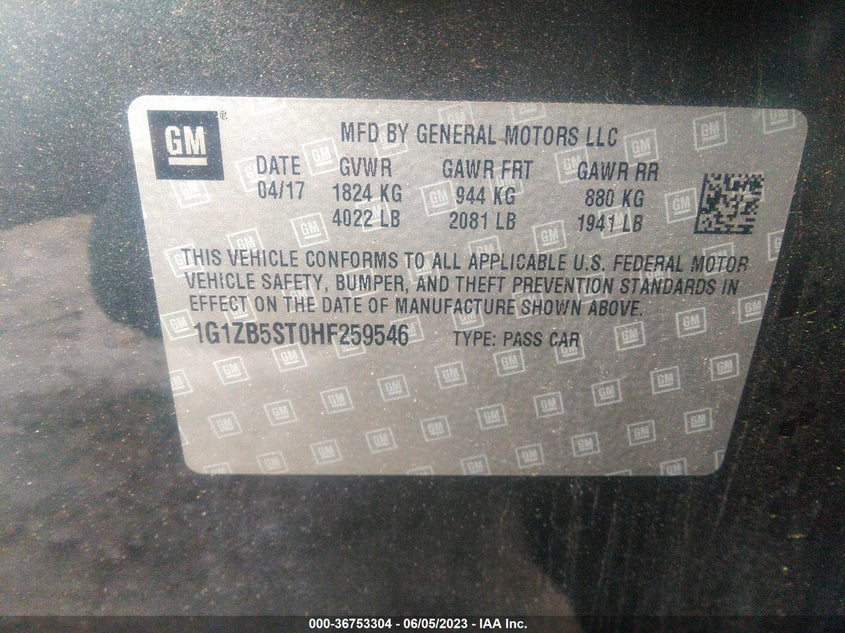 GM ®
MFD BY GENERAL MOTORS LLC
DATE GVWR GAWR FRT GAWR RR
04/17 1824 KG 944 KG 880 KG
4022 LB 2081 LB 1941 LB
THIS VEHICLE CONFORMS TO ALL APPLICABLE U.S. FEDERAL MOTOR
VEHICLE SAFETY, BUMPER, AND THEFT PREVENTION STANDARDS IN
EFFECT ON THE DATE OF MANUFACTURE SHOWN ABOVE.
1G1ZB5ST0HF259546 TYPE: PASS CAR
000-36753304 - 06/05/2023 - IAA Inc.